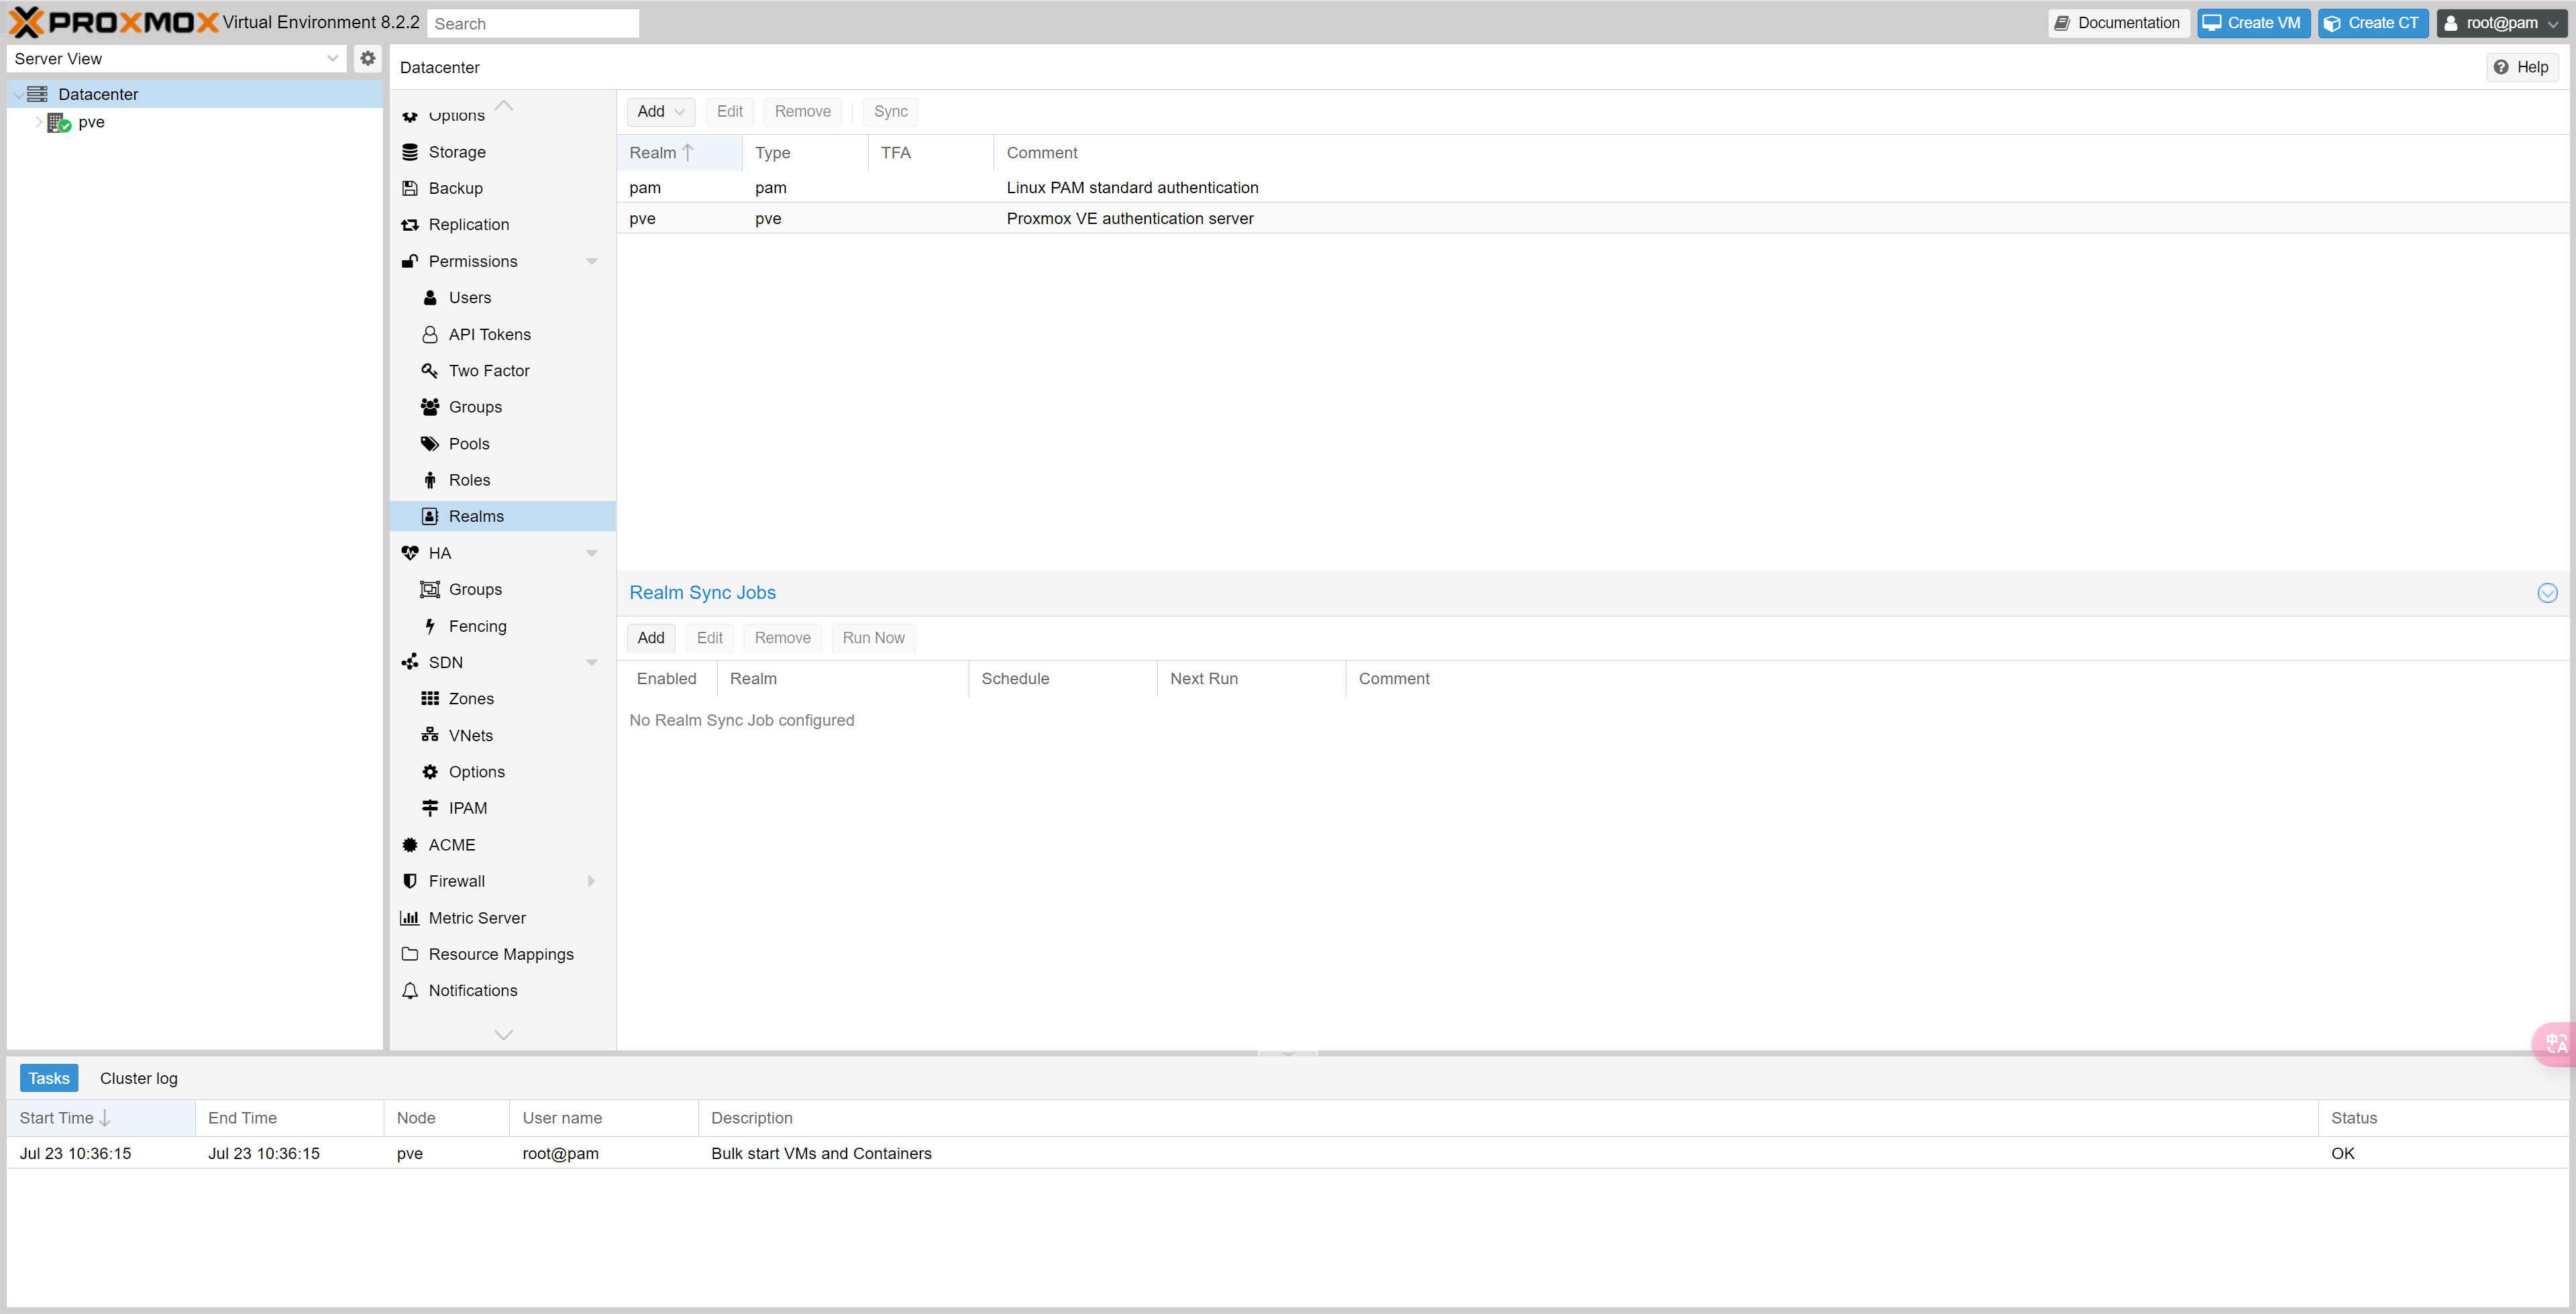 PROXMOX Virtual Environment 8.2.2 Search Documentation Create VM Create CT root@pam
Server View
Datacenter
pve
Datacenter Help
Options
Storage
Backup
Replication
Permissions
Users
API Tokens
Two Factor
Groups
Pools
Roles
Realms
HA
Groups
Fencing
SDN
Zones
VNets
Options
IPAM
ACME
Firewall
Metric Server
Resource Mappings
Notifications
Add Edit Remove Sync
Realm Type TFA Comment
pam pam Linux PAM standard authentication
pve pve Proxmox VE authentication server
Realm Sync Jobs
Add Edit Remove Run Now
Enabled Realm Schedule Next Run Comment
No Realm Sync Job configured
中A
Tasks Cluster log
Start Time End Time Node User name Description Status
Jul 23 10:36:15 Jul 23 10:36:15 pve root@pam Bulk start VMs and Containers OK